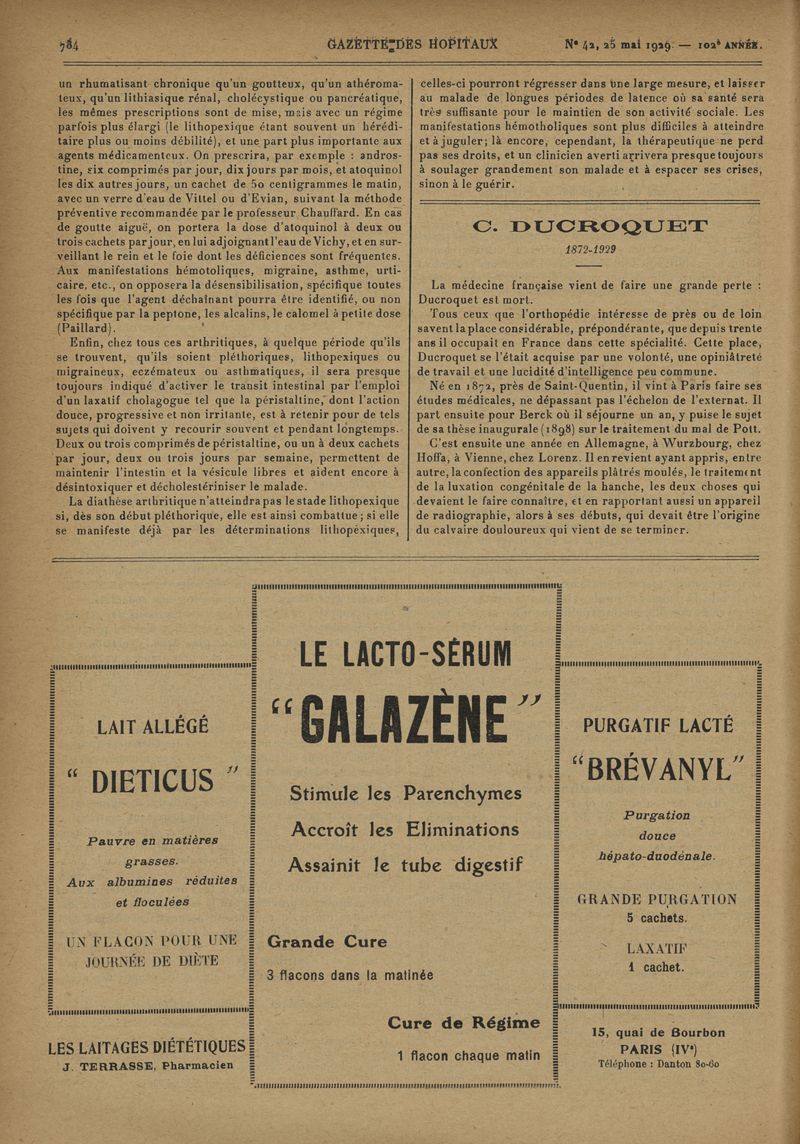 784
GAZETTE DES HOPITAUX
N° 42, 25 mai 1929. — 102e ANNÉE.
un rhumatisant chronique qu'un goutteux, qu'un athéroma-
teux, qu'un lithiasique rénal, cholécystique ou pancréatique,
les mêmes prescriptions sont de mise, mais avec un régime
parfois plus élargi (le lithopexique étant souvent un hérédi-
taire plus ou moins débilité), et une part plus importante aux
agents médicamenteux. On prescrira, par exemple : andros-
tine, six comprimés par jour, dix jours par mois, et atoquinol
les dix autres jours, un cachet de 50 centigrammes le matin,
avec un verre d'eau de Vittel ou d'Evian, suivant la méthode
préventive recommandée par le professeur Chauffard. En cas
de goutte aiguë, on portera la dose d'atoquinol à deux ou
trois cachets par jour, en lui adjoignant l'eau de Vichy, et en sur-
veillant le rein et le foie dont les déficiences sont fréquentes.
Aux manifestations hémotoliques, migraine, asthme, urti-
caire, etc., on opposera la désensibilisation, spécifique toutes
les fois que l'agent déchaînant pourra être identifié, ou non
spécifique par la peptone, les alcalins, le calomel à petite dose
(Paillard).
Enfin, chez tous ces arthritiques, à quelque période qu'ils
se trouvent, qu'ils soient pléthoriques, lithopexiques ou
migraineux, eczémateux ou asthmatiques, il sera presque
toujours indiqué d'activer le transit intestinal par l'emploi
d'un laxatif cholagogue tel que la péristaltine, dont l'action
douce, progressive et non irritante, est à retenir pour de tels
sujets qui doivent y recourir souvent et pendant longtemps.
Deux ou trois comprimés de péristaltine, ou un à deux cachets
par jour, deux ou trois jours par semaine, permettent de
maintenir l'intestin et la vésicule libres et aident encore à
désintoxiquer et décholestériniser le malade.
La diathèse arthritique n'atteindra pas le stade lithopexique
si, dès son début pléthorique, elle est ainsi combattue ; si elle
se manifeste déjà par les déterminations lithopéxiques,
celles-ci pourront régresser dans une large mesure, et laisser
au malade de longues périodes de latence où sa santé sera
très suffisante pour le maintien de son activité sociale. Les
manifestations hémotholiques sont plus difficiles à atteindre
et à juguler ; là encore, cependant, la thérapeutique ne perd
pas ses droits, et un clinicien averti arrivera presque toujours
à soulager grandement son malade et à espacer ses crises,
sinon à le guérir.
C. DUCROQUET
1872-1929
La médecine française vient de faire une grande perte :
Ducroquet est mort.
Tous ceux que l'orthopédie intéresse de près ou de loin
savent la place considérable, prépondérante, que depuis trente
ans il occupait en France dans cette spécialité. Cette place,
Ducroquet se l'était acquise par une volonté, une opiniâtreté
de travail et une lucidité d'intelligence peu commune.
Né en 1872, près de Saint-Quentin, il vint à Paris faire ses
études médicales, ne dépassant pas l'échelon de l'externat. Il
part ensuite pour Berck où il séjourne un an, y puise le sujet
de sa thèse inaugurale (1898) sur le traitement du mal de Pott.
C'est ensuite une année en Allemagne, à Wurzbourg, chez
Hoffa, à Vienne, chez Lorenz. Il en revient ayant appris, entre
autre, la confection des appareils plâtrés moulés, le traitement
de la luxation congénitale de la hanche, les deux choses qui
devaient le faire connaître, et en rapportant aussi un appareil
de radiographie, alors à ses débuts, qui devait être l'origine
du calvaire douloureux qui vient de se terminer.
LAIT ALLÉGÉ
“ DIETICUS ”
Pauvre en matières
grasses.
Aux albumines réduites
et floculées
UN FLACON POUR UNE
JOURNÉE DE DIÈTE
LES LAITAGES DIÉTÉTIQUES
J. TERRASSE, Pharmacien
LE LACTO-SÉRUM
“GALAZÈNE”
Stimule les Parenchymes
Accroît les Eliminations
Assainit le tube digestif
Grande Cure
3 flacons dans la matinée
Cure de Régime
1 flacon chaque matin
PURGATIF LACTÉ
“BRÉVANYL”
Purgation
douce
hépato-duodénale.
GRANDE PURGATION
5 cachets.
LAXATIF
1 cachet.
15, quai de Bourbon
PARIS (IVe)
Téléphone : Danton 80-60